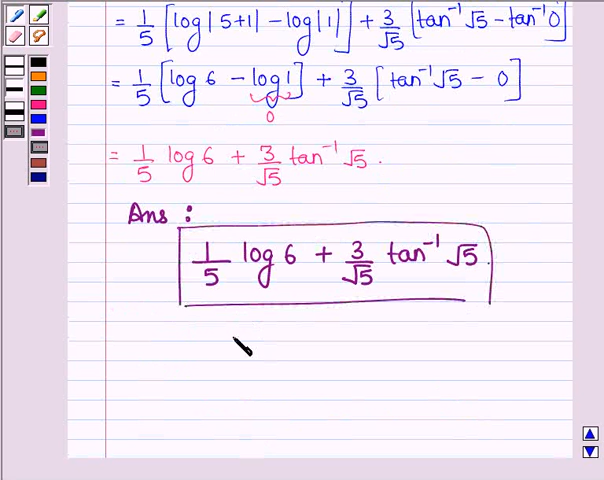 = 1/5 [log|5+1| - log|1|] + 3/√5 [tan⁻¹√5 - tan⁻¹0]
= 1/5 [log 6 - log 1] + 3/√5 [tan⁻¹√5 - 0]
0
= 1/5 log 6 + 3/√5 tan⁻¹ √5.
Ans :
1/5 log 6 + 3/√5 tan⁻¹ √5.